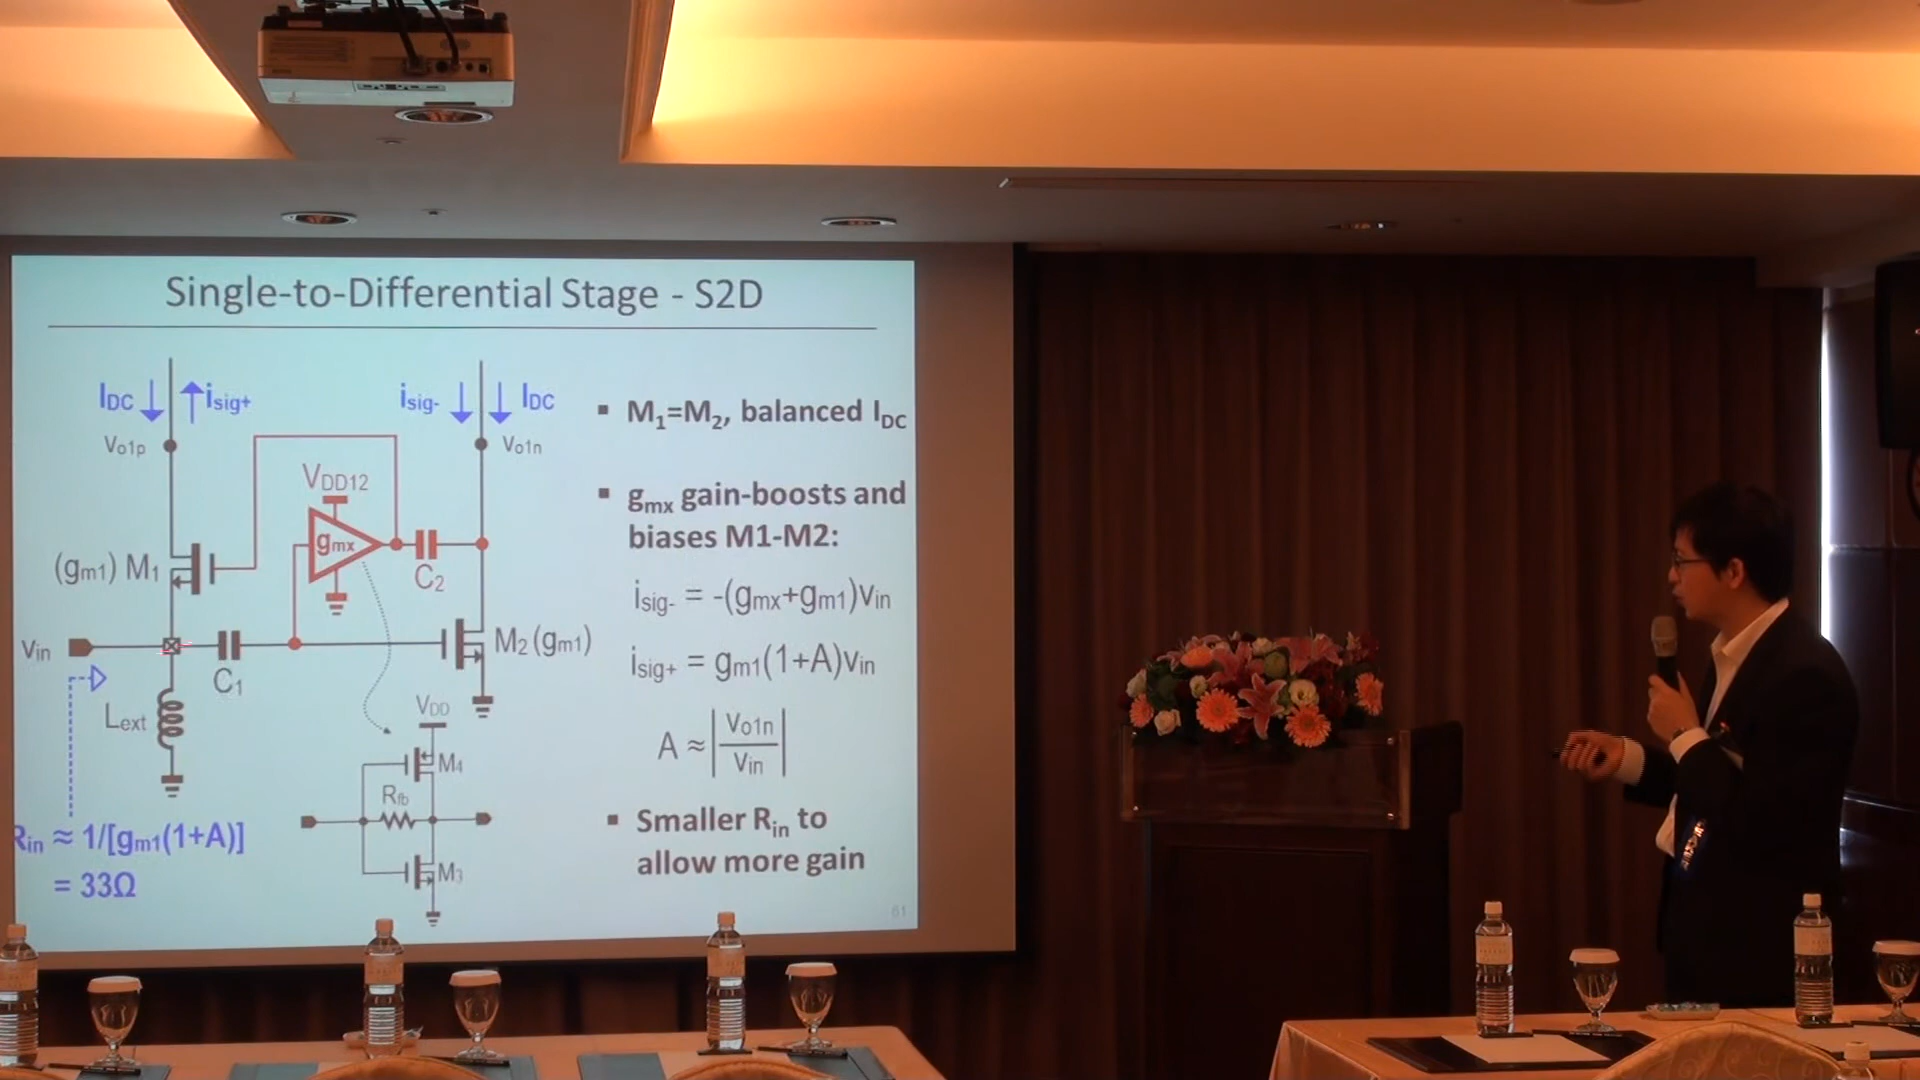 Single-to-Differential Stage - S2D
IDC isig+ isig- IDC
Vo1p Vo1n
VDD12
gmx
C2
(gm1) M1
Vin
C1
M2 (gm1)
Lext
VDD
M4
Rfb
M3
Rin ≈ 1/[gm1(1+A)]
= 33Ω
▪ M1=M2, balanced IDC
▪ gmx gain-boosts and
biases M1-M2:
isig- = -(gmx+gm1)vin
isig+ = gm1(1+A)vin
A ≈ |Vo1n/Vin|
▪ Smaller Rin to
allow more gain
61